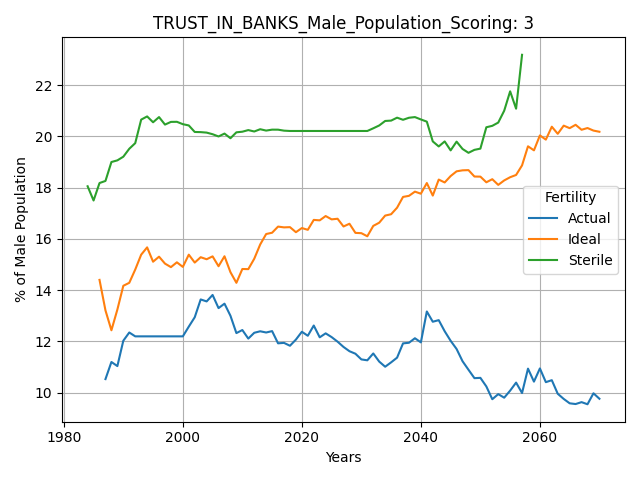 TRUST_IN_BANKS_Male_Population_Scoring: 3
% of Male Population
22
20
18
16
14
12
10
Fertility
Actual
Ideal
Sterile
1980 2000 2020 2040 2060
Years